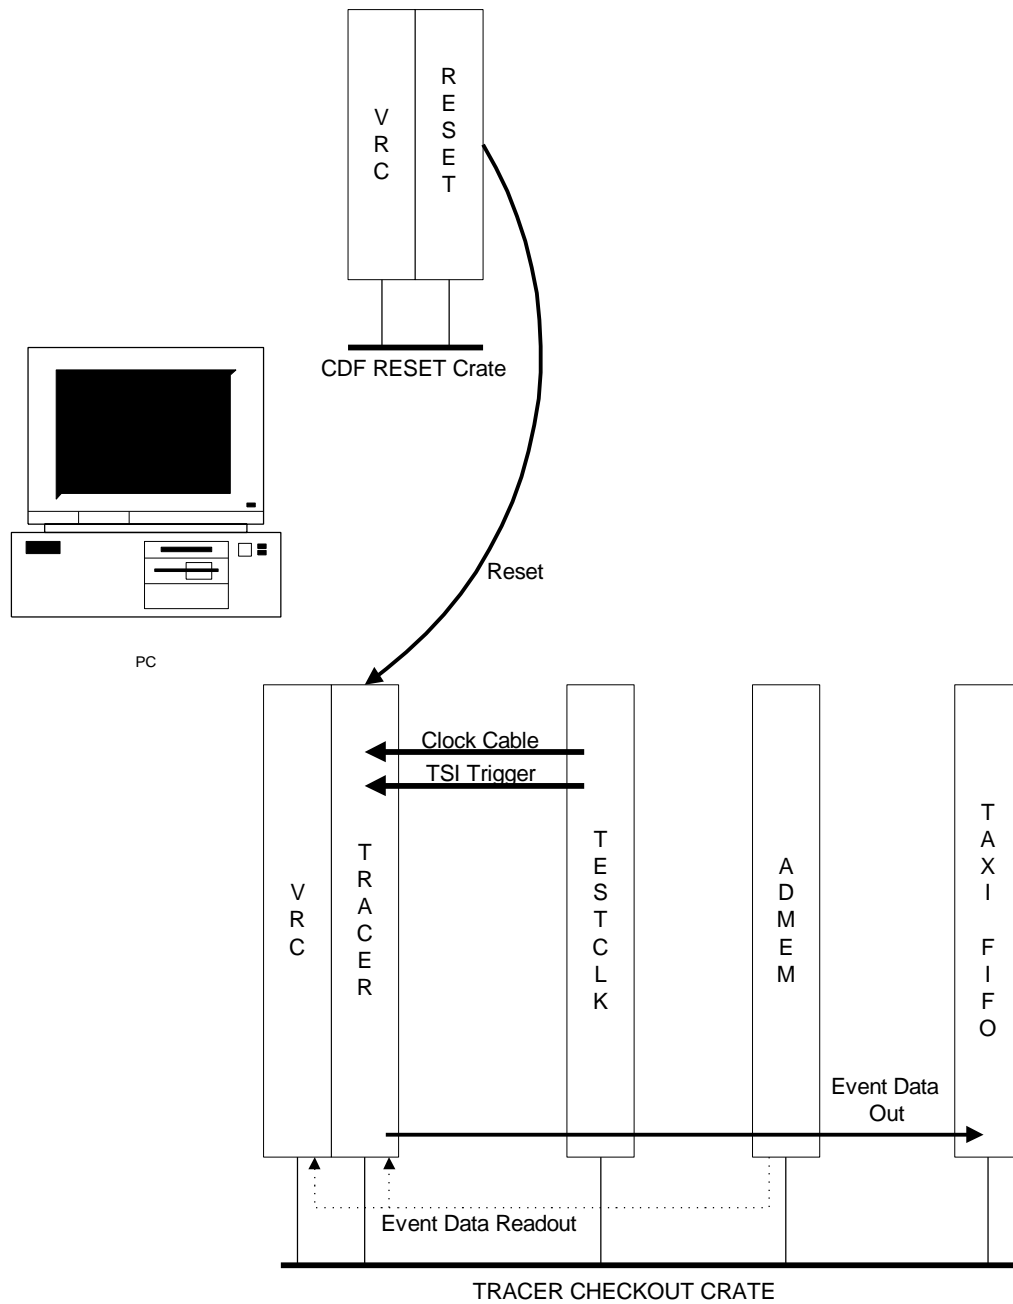 VRC
RESET
CDF RESET Crate
Reset
PC
Clock Cable
TSI Trigger
VRC
TRACER
TESTCLK
ADMEM
TAXI FIFO
Event Data
Out
Event Data Readout
TRACER CHECKOUT CRATE